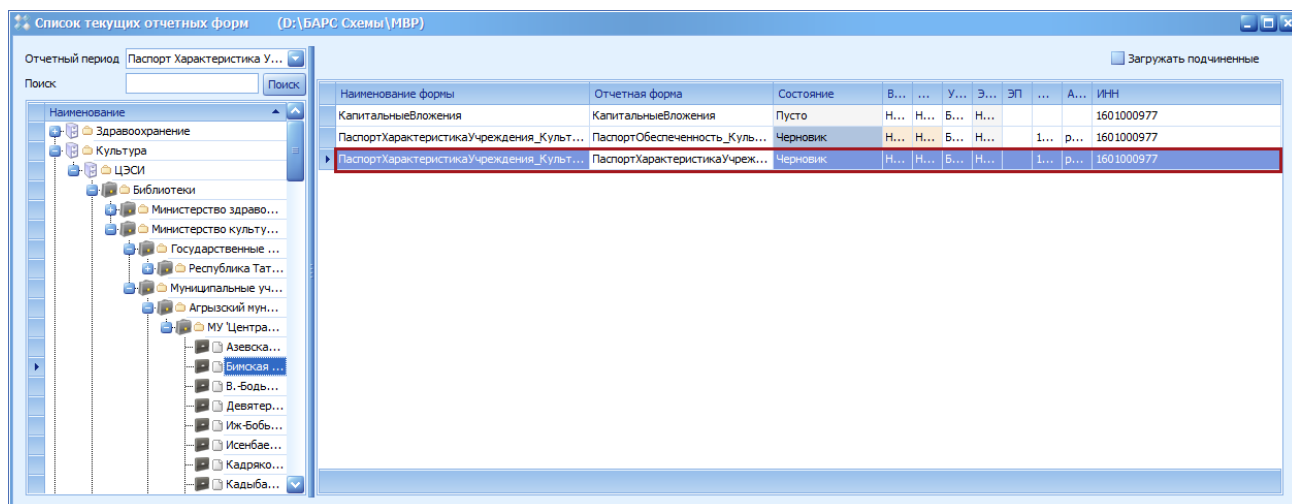 Список текущих отчетных форм (D:\БАРС Схемы\МВР)
Отчетный период Паспорт Характеристика У...
Загружать подчиненные
Поиск Поиск
Наименование
Здравоохранение
Культура
ЦЭСИ
Библиотеки
Министерство здраво...
Министерство культу...
Государственные ...
Республика Тат...
Муниципальные уч...
Агрызский мун...
МУ 'Центра...
Азевска...
Бимская ...
В.-Бодь...
Девятер...
Иж-Бобь...
Исенбае...
Кадряко...
Кадыба...
Наименование формы Отчетная форма Состояние В... ... У... Э... ЭП ... А... ИНН
КапитальныеВложения КапитальныеВложения Пусто Н... Н... Б... Н... 1601000977
ПаспортХарактеристикаУчреждения_Культ... ПаспортОбеспеченность_Куль... Черновик Н... Н... Б... Н... 1... р... 1601000977
ПаспортХарактеристикаУчреждения_Культ... ПаспортХарактеристикаУчреж... Черновик Н... Н... Б... Н... 1... р... 1601000977